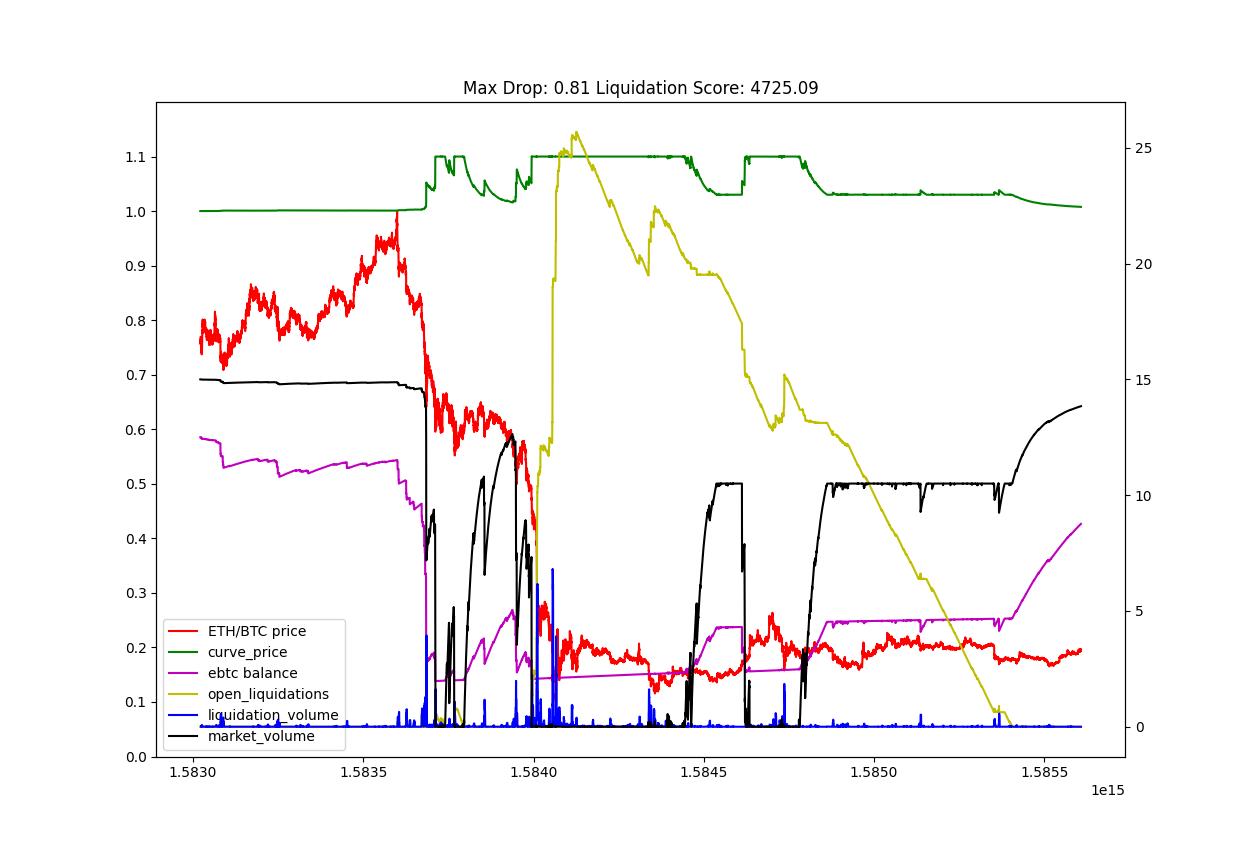 Max Drop: 0.81 Liquidation Score: 4725.09
1.1
1.0
0.9
0.8
0.7
0.6
0.5
0.4
0.3
0.2
0.1
0.0
25
20
15
10
5
0
ETH/BTC price
curve_price
ebtc balance
open_liquidations
liquidation_volume
market_volume
1.5830 1.5835 1.5840 1.5845 1.5850 1.5855
1e15